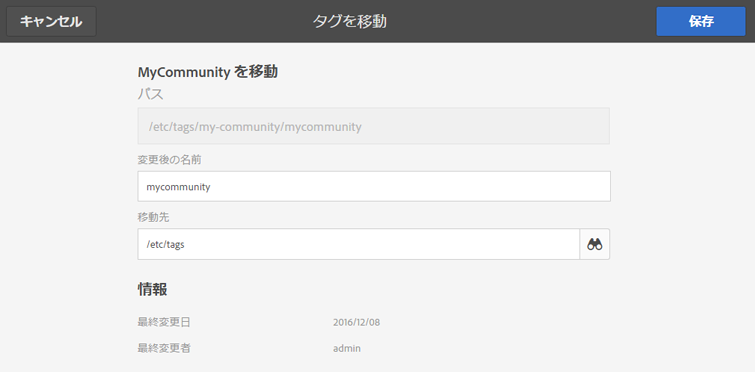 キャンセル タグを移動 保存
MyCommunity を移動
パス
/etc/tags/my-community/mycommunity
変更後の名前
mycommunity
移動先
/etc/tags
情報
最終変更日 2016/12/08
最終変更者 admin